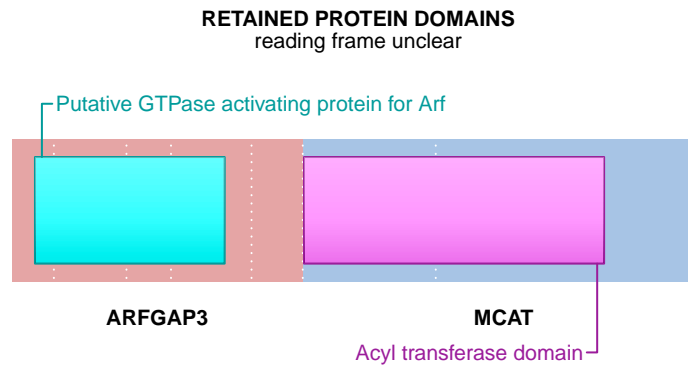 RETAINED PROTEIN DOMAINS
reading frame unclear
Putative GTPase activating protein for Arf
ARFGAP3
MCAT
Acyl transferase domain